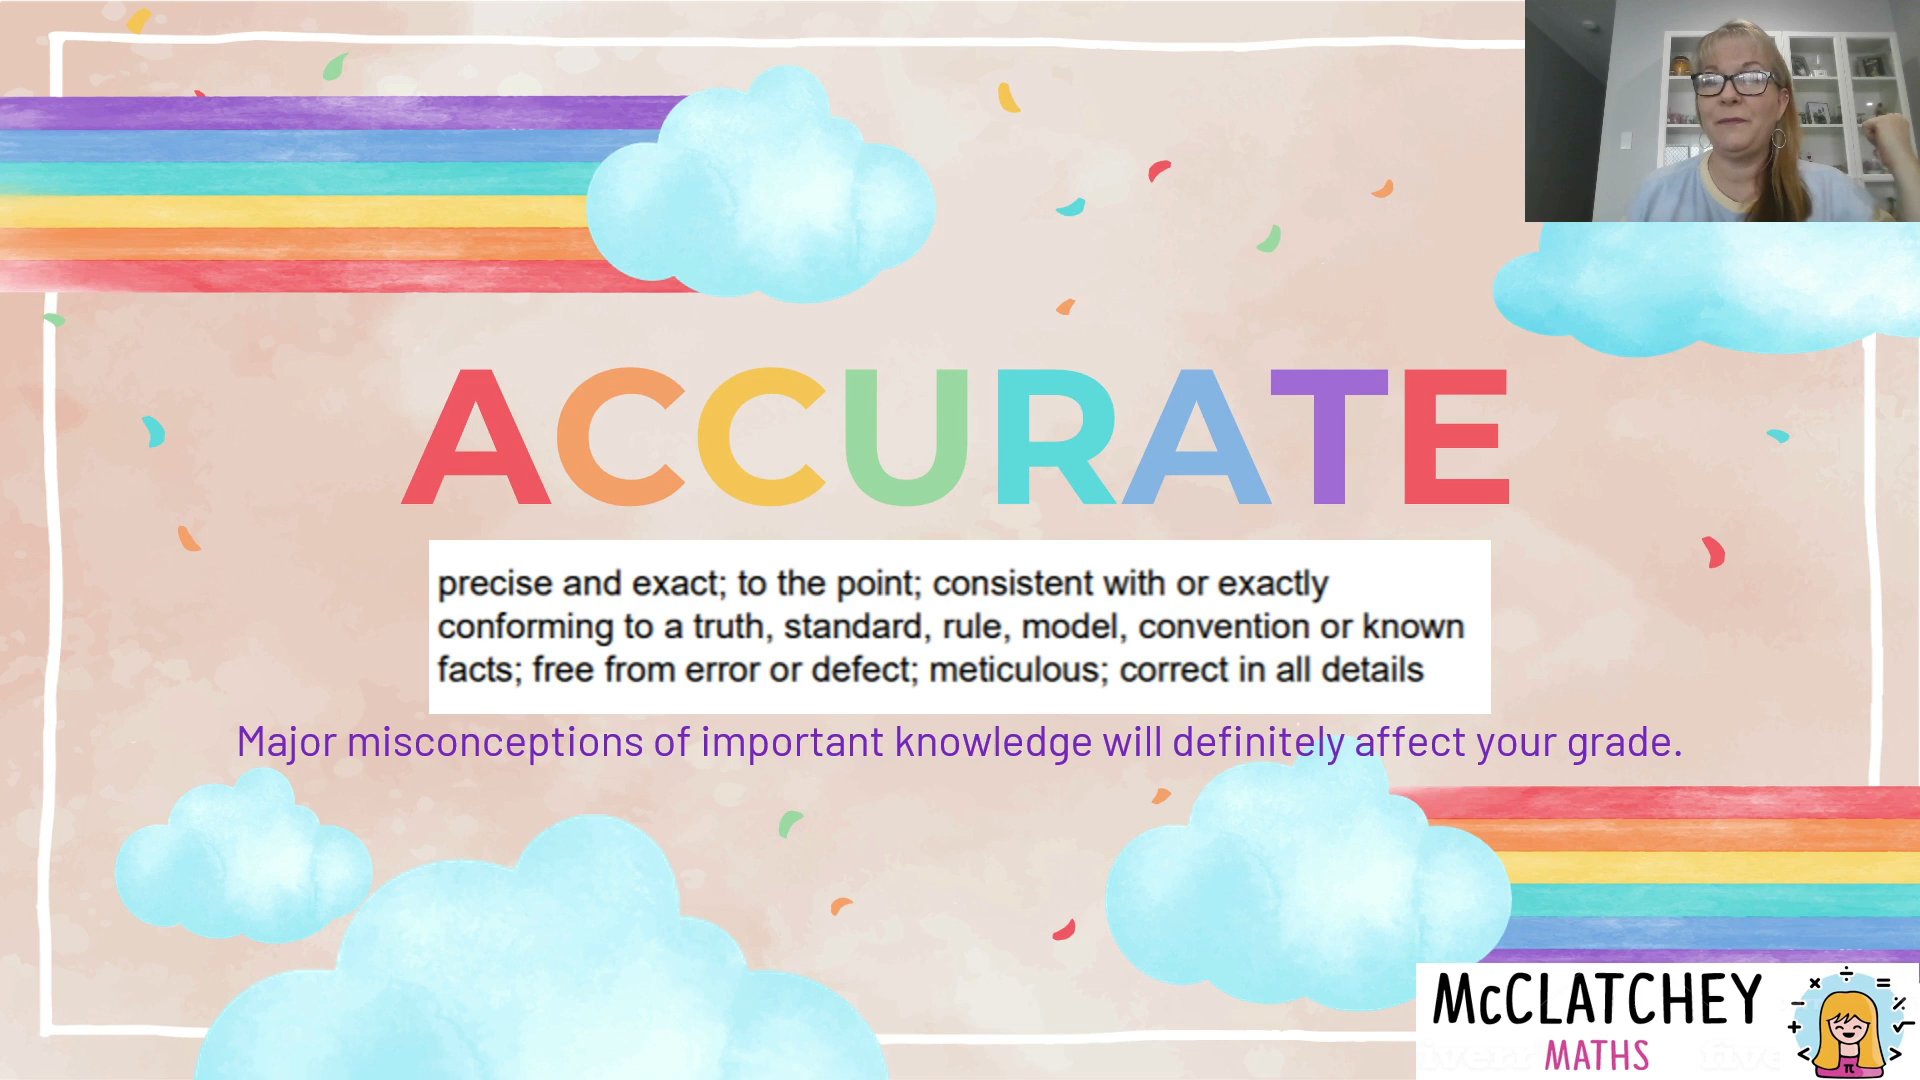 ACCURATE
precise and exact; to the point; consistent with or exactly
conforming to a truth, standard, rule, model, convention or known
facts; free from error or defect; meticulous; correct in all details
Major misconceptions of important knowledge will definitely affect your grade.
McCLATCHEY
MATHS
π